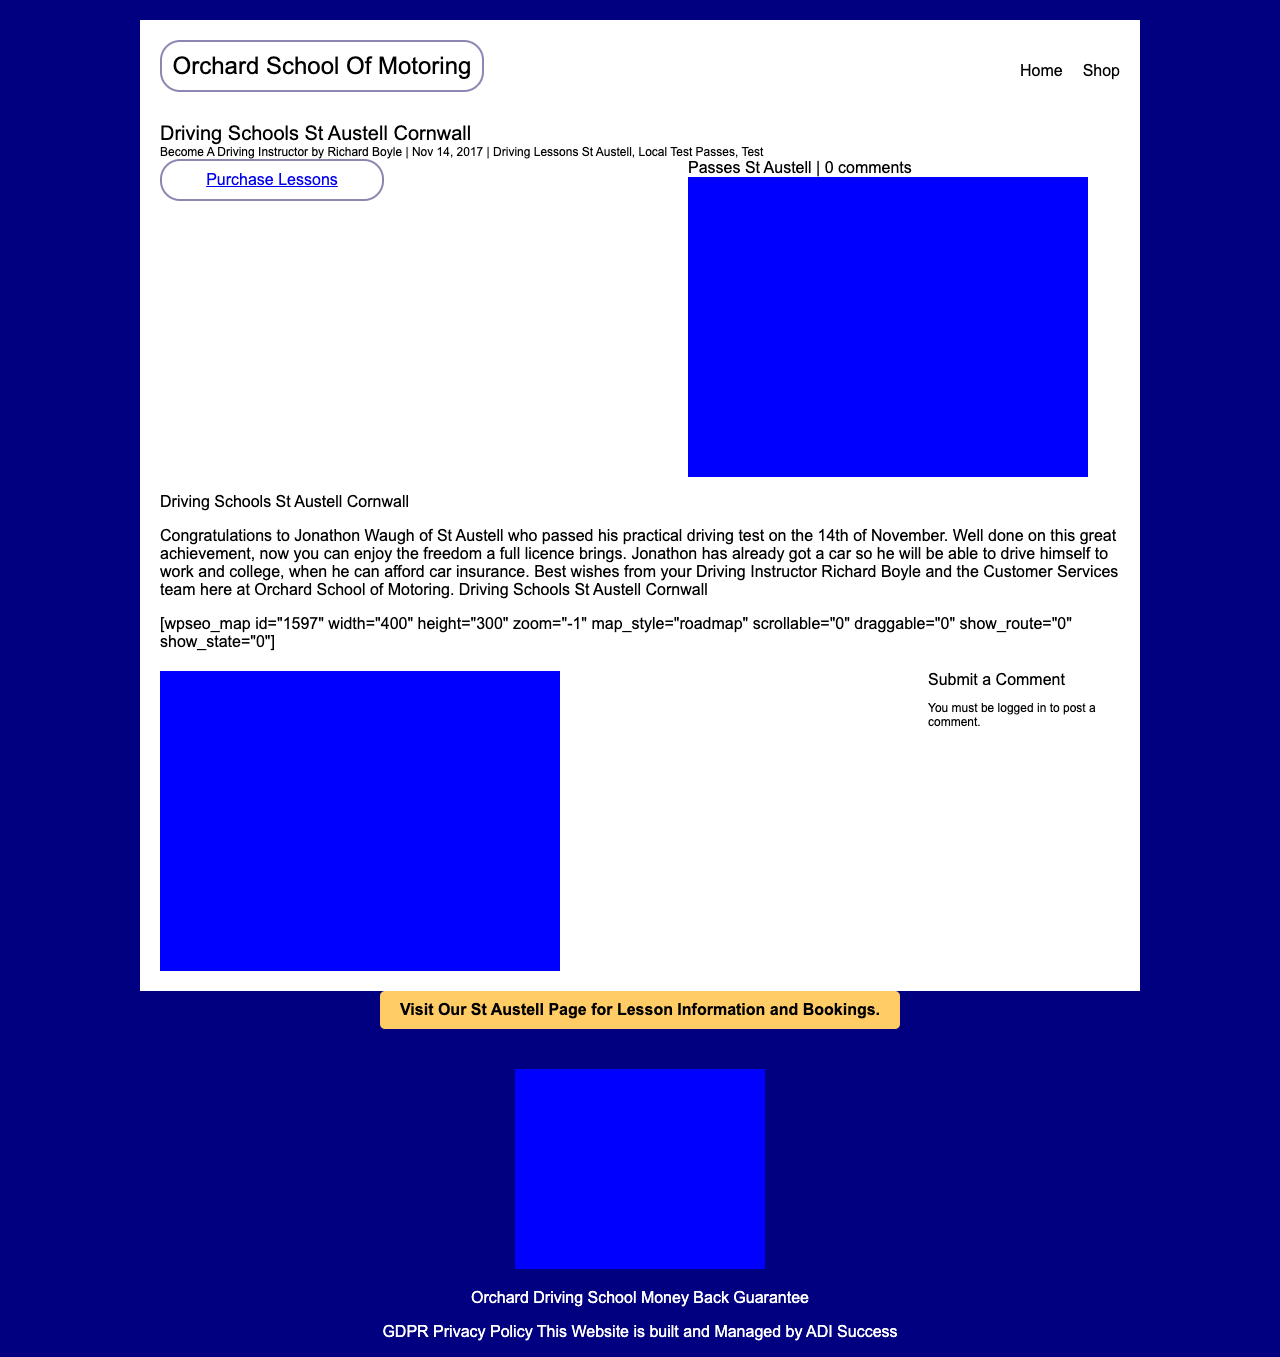 Orchard School Of Motoring
Home Shop
Driving Schools St Austell Cornwall
Become A Driving Instructor by Richard Boyle | Nov 14, 2017 | Driving Lessons St Austell, Local Test Passes, Test
Purchase Lessons
Passes St Austell | 0 comments
Driving Schools St Austell Cornwall
Congratulations to Jonathon Waugh of St Austell who passed his practical driving test on the 14th of November. Well done on this great
achievement, now you can enjoy the freedom a full licence brings. Jonathon has already got a car so he will be able to drive himself to
work and college, when he can afford car insurance. Best wishes from your Driving Instructor Richard Boyle and the Customer Services
team here at Orchard School of Motoring. Driving Schools St Austell Cornwall
[wpseo_map id="1597" width="400" height="300" zoom="-1" map_style="roadmap" scrollable="0" draggable="0" show_route="0"
show_state="0"]
Submit a Comment
You must be logged in to post a
comment.
Visit Our St Austell Page for Lesson Information and Bookings.
Orchard Driving School Money Back Guarantee
GDPR Privacy Policy This Website is built and Managed by ADI Success